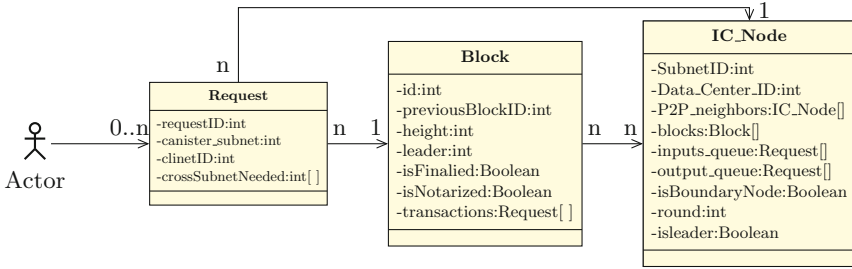 n
1
Request
-requestID:int
-canister_subnet:int
-clinetID:int
-crossSubnetNeeded:int[ ]
Block
-id:int
-previousBlockID:int
-height:int
-leader:int
-isFinalied:Boolean
-isNotarized:Boolean
-transactions:Request[ ]
IC_Node
-SubnetID:int
-Data_Center_ID:int
-P2P_neighbors:IC_Node[]
-blocks:Block[]
-inputs_queue:Request[]
-output_queue:Request[]
-isBoundaryNode:Boolean
-round:int
-isleader:Boolean
0..n
n
1
n
n
Actor